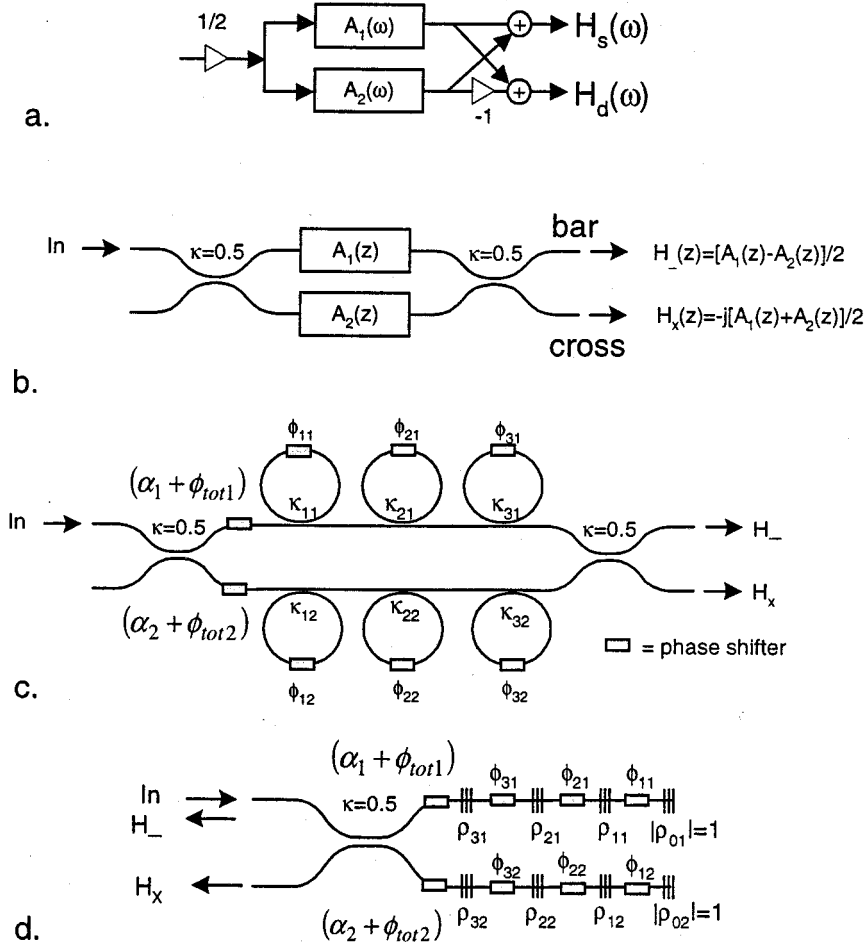 1/2
A₁(ω)
Hₛ(ω)
A₂(ω)
-1
H_d(ω)
a.
bar
In
κ=0.5
A₁(z)
κ=0.5
H_(z)=[A₁(z)-A₂(z)]/2
A₂(z)
Hₓ(z)=-j[A₁(z)+A₂(z)]/2
cross
b.
ϕ₁₁
ϕ₂₁
ϕ₃₁
(α₁ + ϕₜₒₜ₁)
κ₁₁
κ₂₁
κ₃₁
In
κ=0.5
κ=0.5
H_
Hₓ
(α₂ + ϕₜₒₜ₂)
κ₁₂
κ₂₂
κ₃₂
= phase shifter
ϕ₁₂
ϕ₂₂
ϕ₃₂
c.
(α₁ + ϕₜₒₜ₁)
ϕ₃₁
ϕ₂₁
ϕ₁₁
In
κ=0.5
H_
ρ₃₁
ρ₂₁
ρ₁₁
|ρ₀₁|=1
ϕ₃₂
ϕ₂₂
ϕ₁₂
Hₓ
ρ₃₂
ρ₂₂
ρ₁₂
|ρ₀₂|=1
(α₂ + ϕₜₒₜ₂)
d.